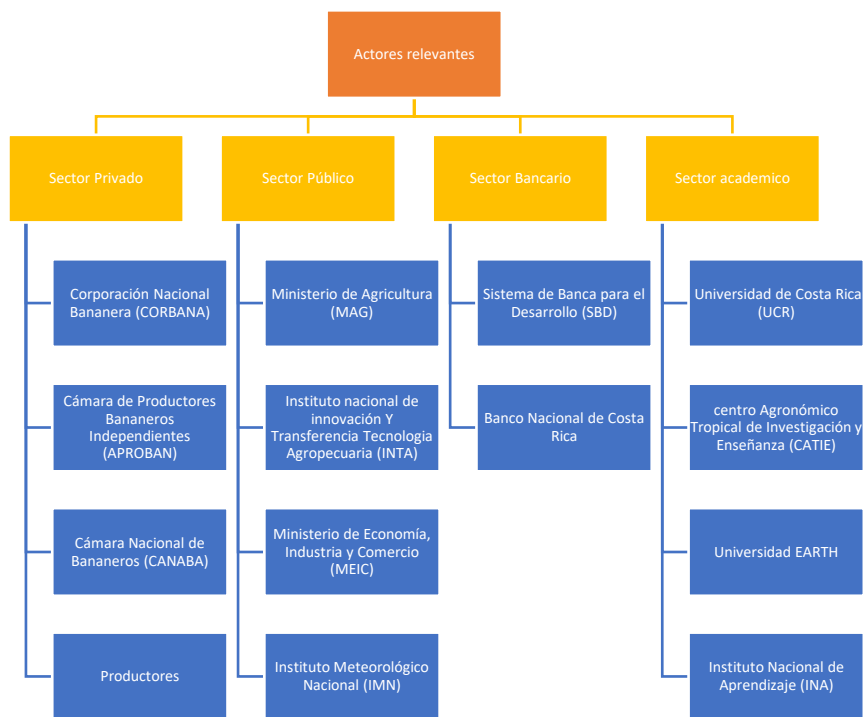 Actores relevantes
Sector Privado
Sector Público
Sector Bancario
Sector academico
Corporación Nacional
Bananera (CORBANA)
Ministerio de Agricultura
(MAG)
Sistema de Banca para el
Desarrollo (SBD)
Universidad de Costa Rica
(UCR)
Cámara de Productores
Bananeros
Independientes
(APROBAN)
Instituto nacional de
innovación Y
Transferencia Tecnologia
Agropecuaria (INTA)
Banco Nacional de Costa
Rica
centro Agronómico
Tropical de Investigación y
Enseñanza (CATIE)
Cámara Nacional de
Bananeros (CANABA)
Ministerio de Economía,
Industria y Comercio
(MEIC)
Universidad EARTH
Productores
Instituto Meteorológico
Nacional (IMN)
Instituto Nacional de
Aprendizaje (INA)